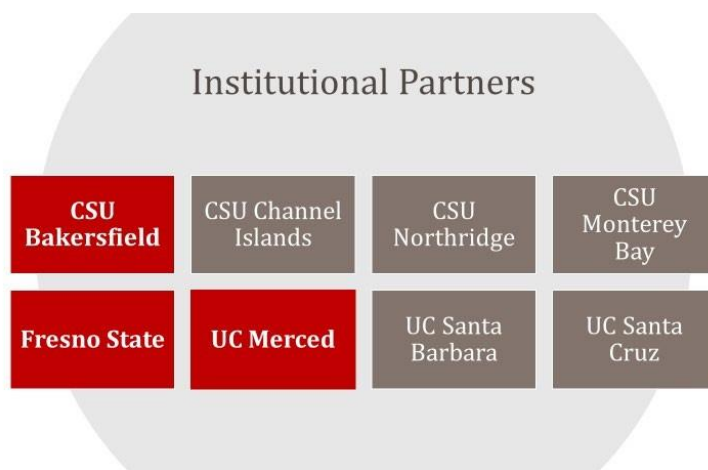 Institutional Partners
CSU
Bakersfield
CSU Channel
Islands
CSU
Northridge
CSU
Monterey
Bay
Fresno State
UC Merced
UC Santa
Barbara
UC Santa
Cruz